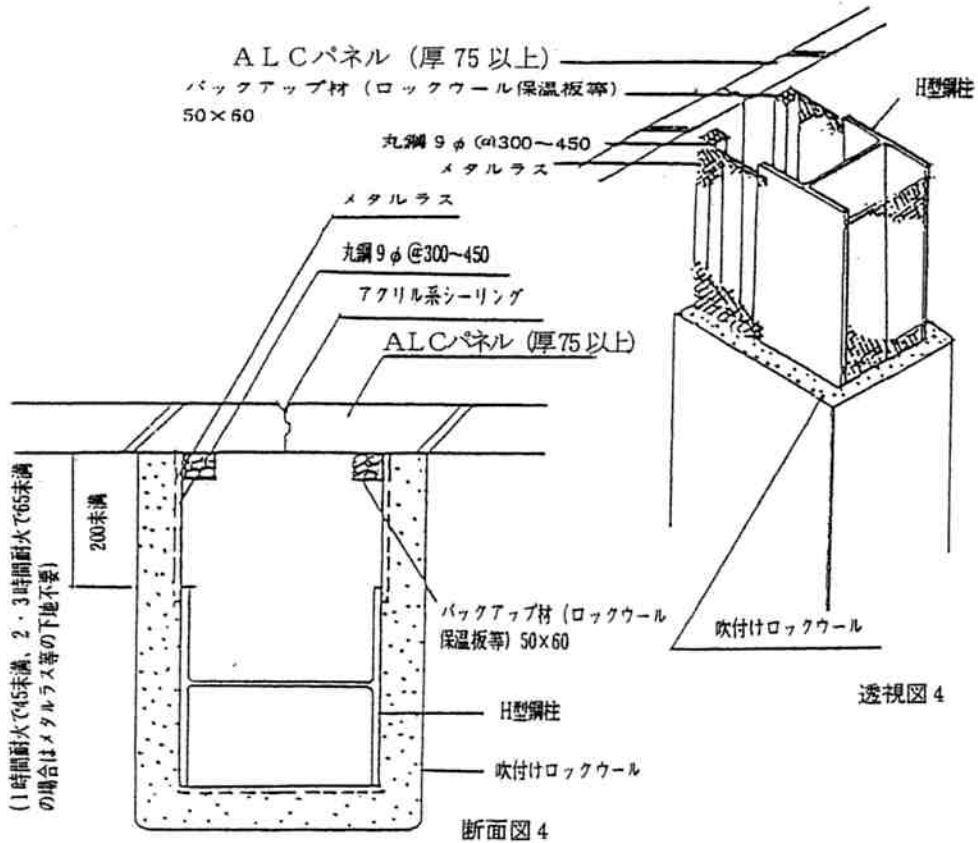 ALCパネル (厚 75 以上)
バックアップ材 (ロックウール保温板等)
50×60
H型鋼柱
丸鋼 9 φ @300~450
メタルラス
メタルラス
丸鋼 9 φ @300~450
アクリル系シーリング
ALCパネル (厚75以上)
200未満
(1時間耐火で45未満、2・3時間耐火で65未満
の場合はメタルラス等の下地不要)
バックアップ材 (ロックウール
保温板等) 50×60
H型鋼柱
吹付けロックウール
断面図4
吹付けロックウール
透視図4